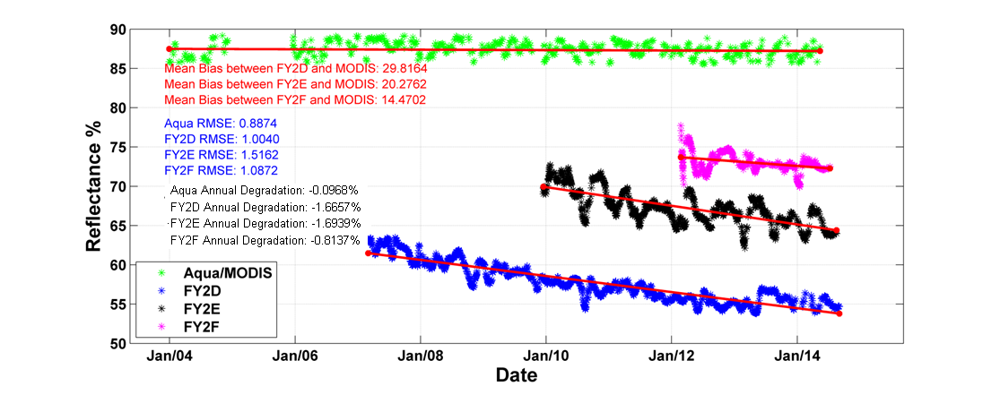 90
85
80
75
70
65
60
55
50
Reflectance %
Mean Bias between FY2D and MODIS: 29.8164
Mean Bias between FY2E and MODIS: 20.2762
Mean Bias between FY2F and MODIS: 14.4702
Aqua RMSE: 0.8874
FY2D RMSE: 1.0040
FY2E RMSE: 1.5162
FY2F RMSE: 1.0872
Aqua Annual Degradation: -0.0968%
FY2D Annual Degradation: -1.6657%
FY2E Annual Degradation: -1.6939%
FY2F Annual Degradation: -0.8137%
Aqua/MODIS
FY2D
FY2E
FY2F
Jan/04 Jan/06 Jan/08 Jan/10 Jan/12 Jan/14
Date